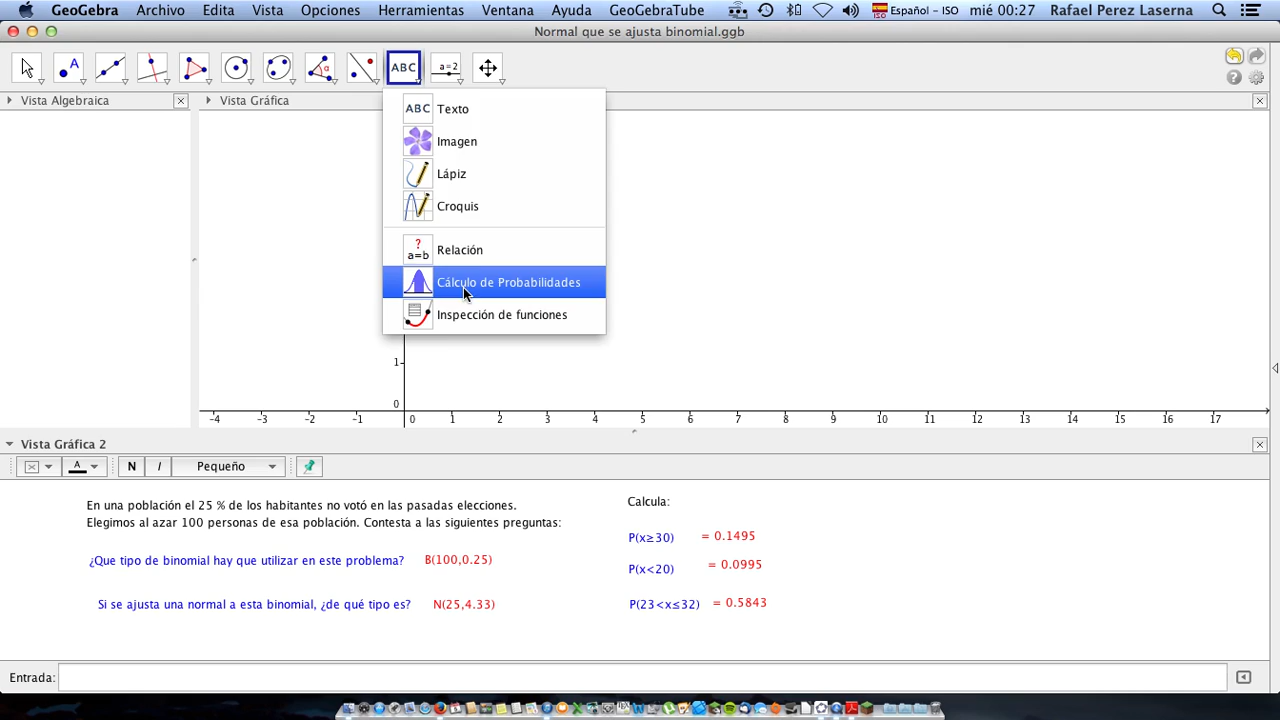 GeoGebra Archivo Edita Vista Opciones Herramientas Ventana Ayuda GeoGebraTube Español – ISO mié 00:27 Rafael Perez Laserna
Normal que se ajusta binomial.ggb
A α ABC a=2
Vista Algebraica Vista Gráfica
ABC Texto
Imagen
Lápiz
Croquis
? a=b Relación
Cálculo de Probabilidades
Inspección de funciones
1
0
-4 -3 -2 -1 0 1 2 3 4 5 6 7 8 9 10 11 12 13 14 15 16 17
Vista Gráfica 2
A N I Pequeño
En una población el 25 % de los habitantes no votó en las pasadas elecciones.
Elegimos al azar 100 personas de esa población. Contesta a las siguientes preguntas:
¿Que tipo de binomial hay que utilizar en este problema? B(100,0.25)
Si se ajusta una normal a esta binomial, ¿de qué tipo es? N(25,4.33)
Calcula:
P(x≥30) = 0.1495
P(x<20) = 0.0995
P(23<x≤32) = 0.5843
Entrada: